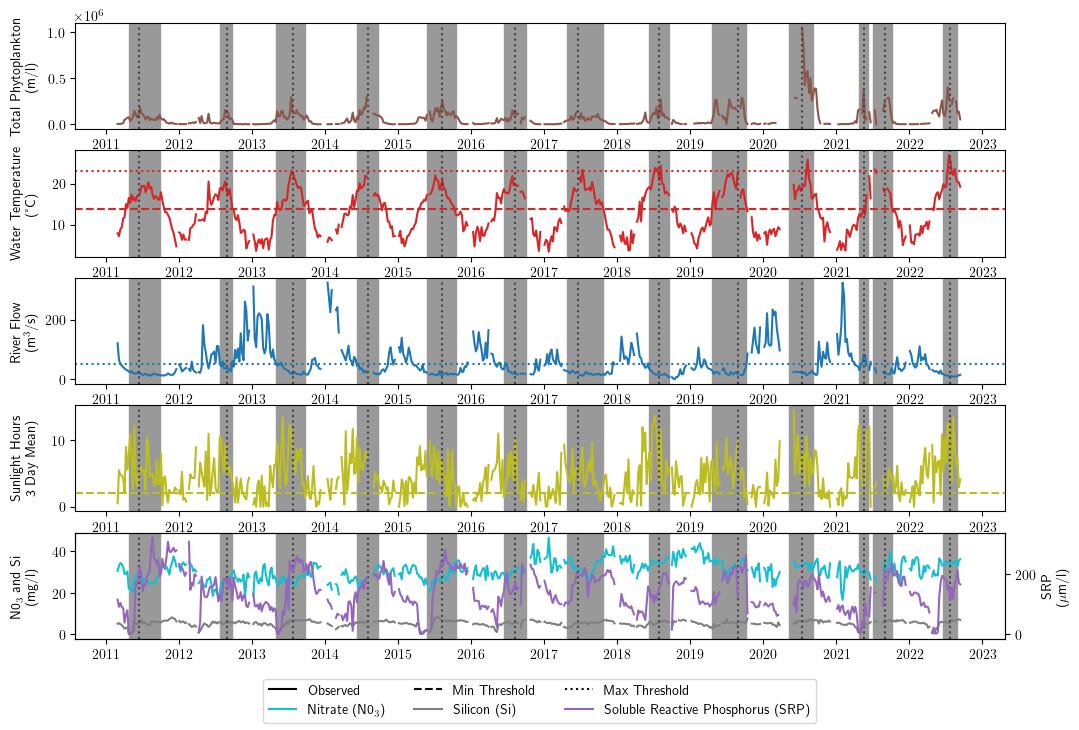 ×10⁶
Total Phytoplankton
(m/l)
1.0
0.5
0.0
2011 2012 2013 2014 2015 2016 2017 2018 2019 2020 2021 2022 2023
Water Temperature
(°C)
20
10
2011 2012 2013 2014 2015 2016 2017 2018 2019 2020 2021 2022 2023
River Flow
(m³/s)
200
0
2011 2012 2013 2014 2015 2016 2017 2018 2019 2020 2021 2022 2023
Sunlight Hours
3 Day Mean)
10
0
2011 2012 2013 2014 2015 2016 2017 2018 2019 2020 2021 2022 2023
N0₃ and Si
(mg/l)
40
20
0
200
0
SRP
(μm/l)
2011 2012 2013 2014 2015 2016 2017 2018 2019 2020 2021 2022 2023
Observed Min Threshold Max Threshold
Nitrate (N0₃) Silicon (Si) Soluble Reactive Phosphorus (SRP)